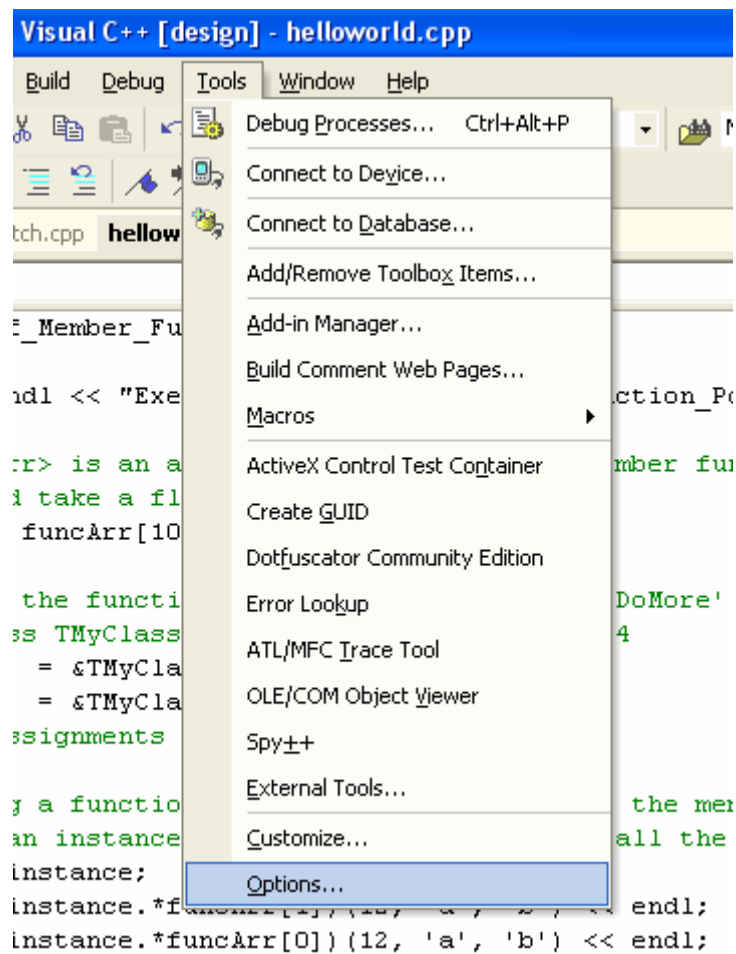 Visual C++ [design] - helloworld.cpp
Build Debug Tools Window Help
Debug Processes... Ctrl+Alt+P
Connect to Device...
tch.cpp hellow
Connect to Database...
Add/Remove Toolbox Items...
f_Member_Fu
Add-in Manager...
Build Comment Web Pages...
ndl << "Exe ction_Po
Macros
rr> is an a mber fun
ActiveX Control Test Container
d take a fl
Create GUID
funcArr[10
Dotfuscator Community Edition
the functi DoMore'
Error Lookup
ss TMyClass 4
ATL/MFC Trace Tool
= &TMyCla
OLE/COM Object Viewer
= &TMyCla
ssignments
Spy++
External Tools...
g a functio the mem
an instance all the
Customize...
instance;
Options...
instance.*f endl;
instance.*funcArr[0])(12, 'a', 'b') << endl;